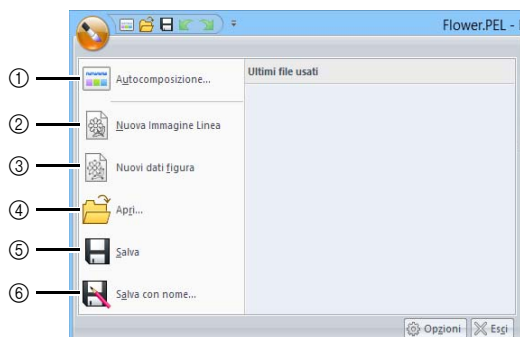 Flower.PEL -
① Autocomposizione...
Ultimi file usati
② Nuova Immagine Linea
③ Nuovi dati figura
④ Apri...
⑤ Salva
⑥ Salva con nome...
Opzioni Esci